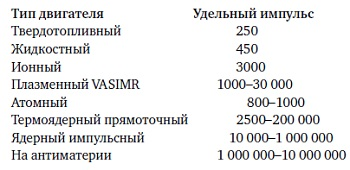 Тип двигателя Удельный импульс
Твердотопливный 250
Жидкостный 450
Ионный 3000
Плазменный VASIMR 1000–30 000
Атомный 800–1000
Термоядерный прямоточный 2500–200 000
Ядерный импульсный 10 000–1 000 000
На антиматерии 1 000 000–10 000 000